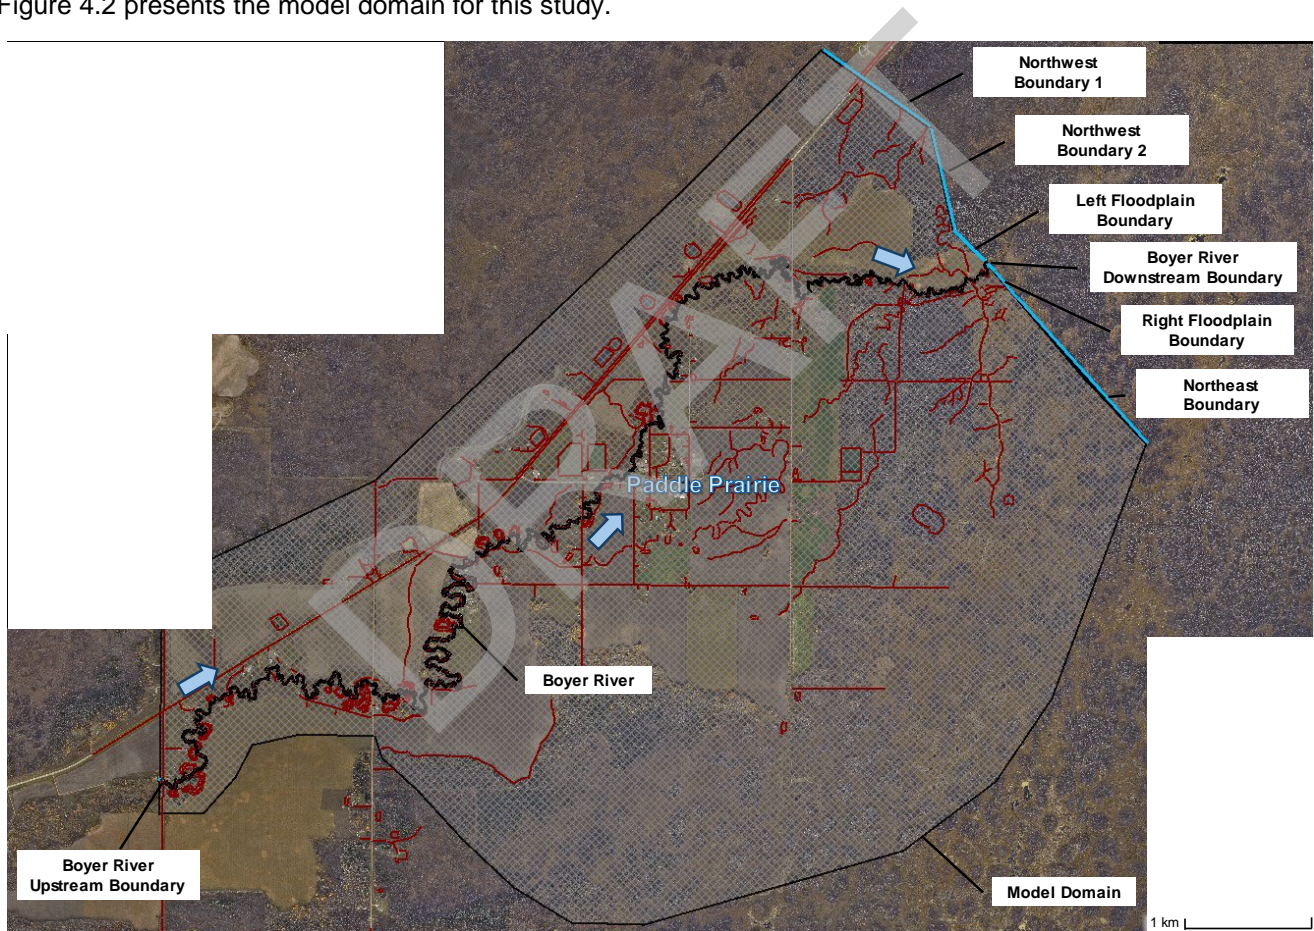 Figure 4.2 presents the model domain for this study.
Northwest
Boundary 1
Northwest
Boundary 2
Left Floodplain
Boundary
Boyer River
Downstream Boundary
Right Floodplain
Boundary
Northeast
Boundary
Paddle Prairie
Boyer River
Boyer River
Upstream Boundary
Model Domain
1 km
DRAFT